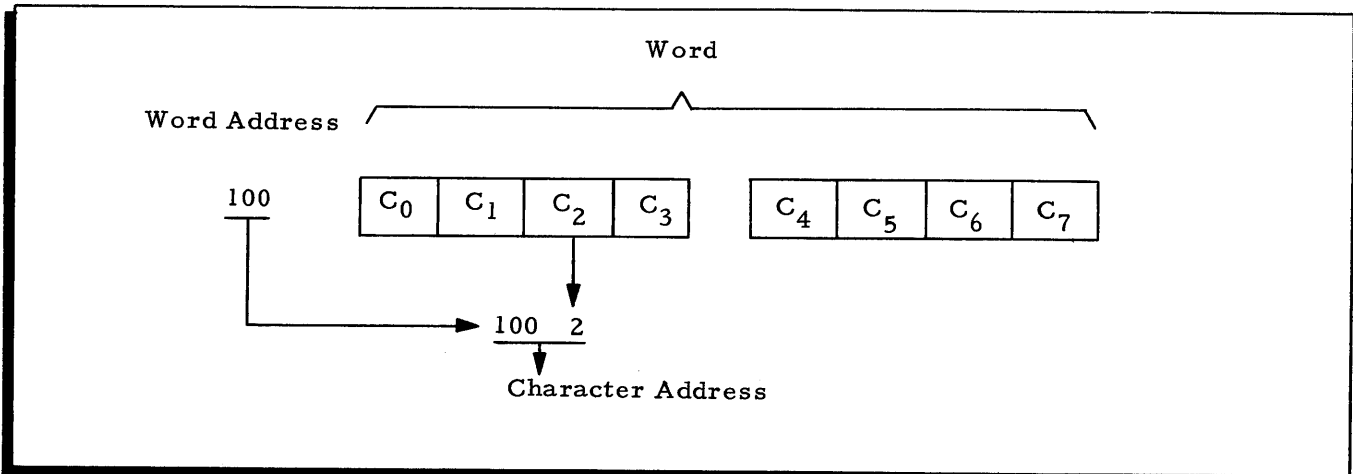 Word
Word Address
100 C0 C1 C2 C3 C4 C5 C6 C7
100 2
Character Address